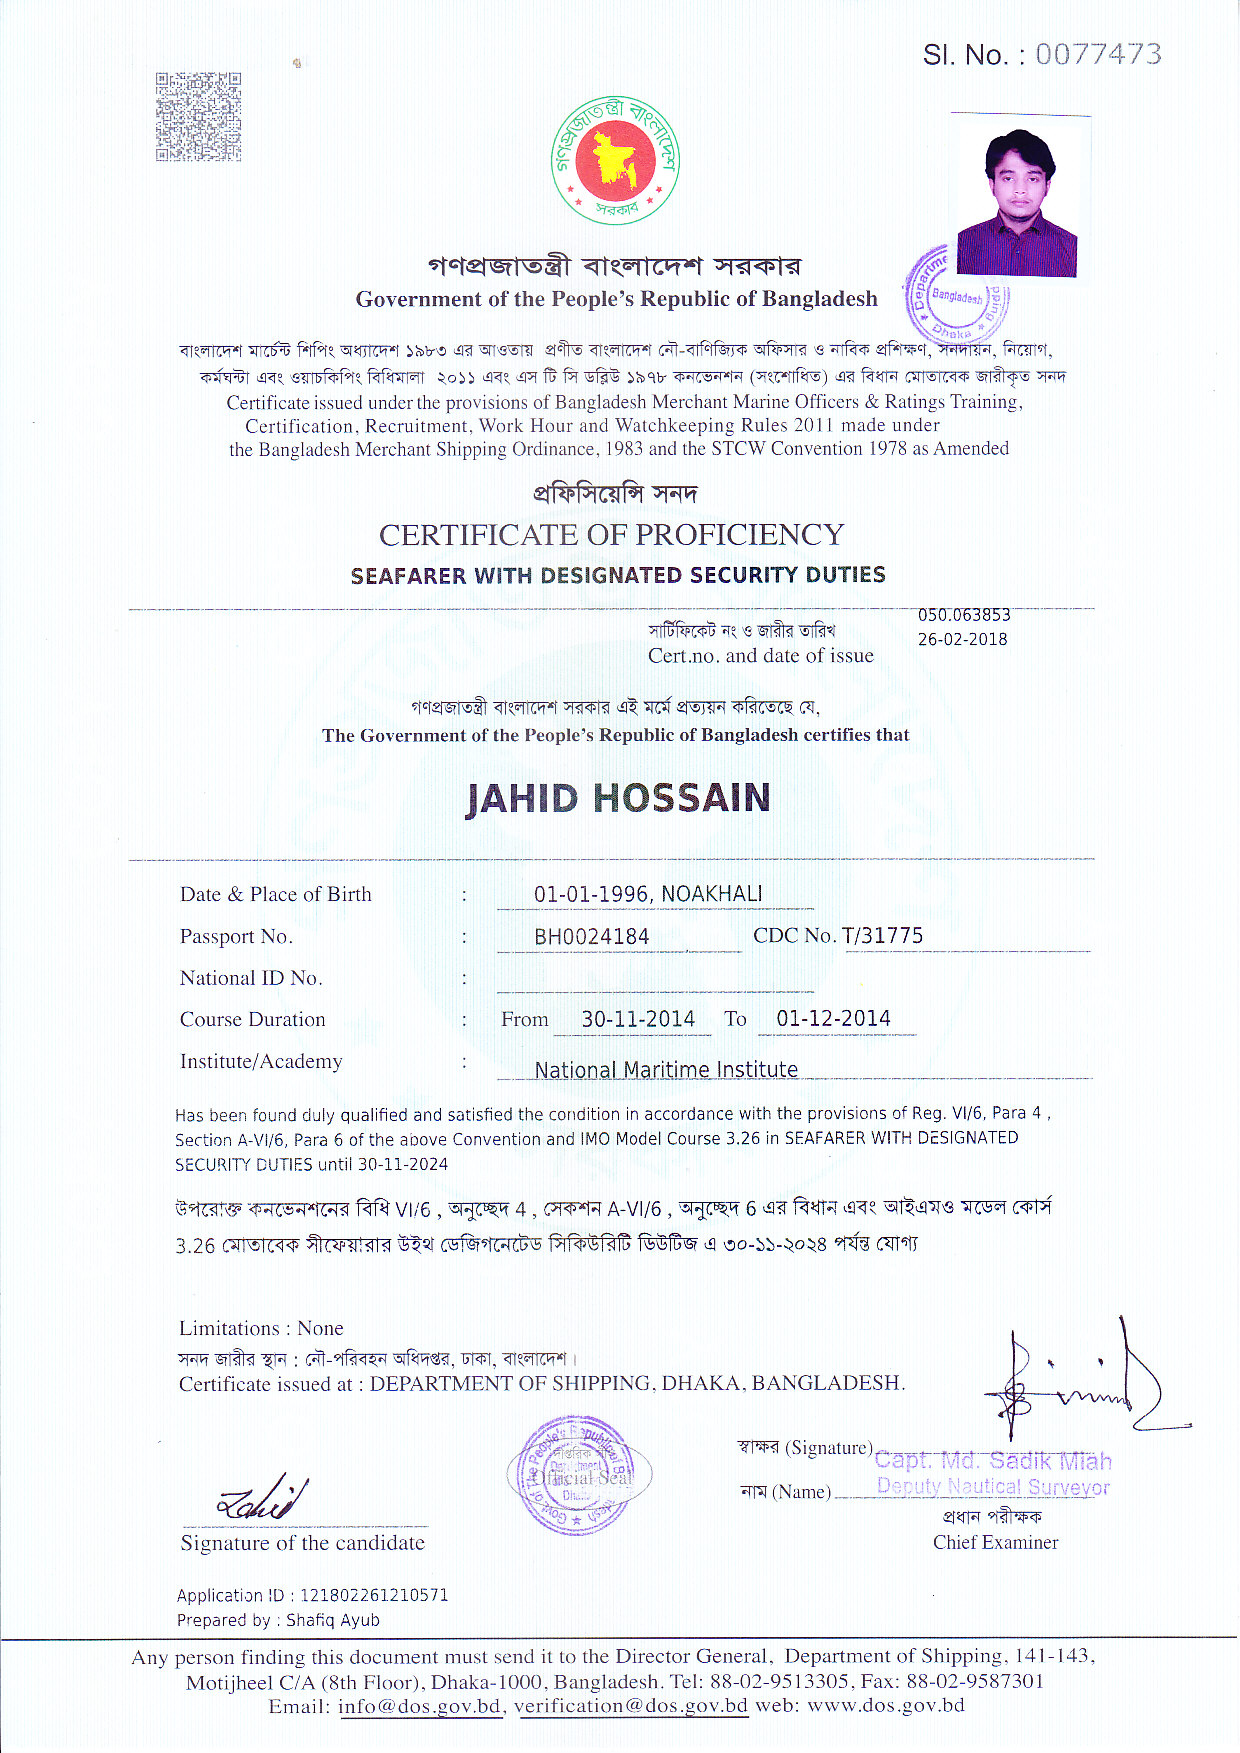 Sl. No. : 0077473
গণপ্রজাতন্ত্রী বাংলাদেশ
সরকার
গণপ্রজাতন্ত্রী বাংলাদেশ সরকার
Government of the People's Republic of Bangladesh
Bangladesh
Dhaka
বাংলাদেশ মার্চেন্ট শিপিং অধ্যাদেশ ১৯৮৩ এর আওতায় প্রণীত বাংলাদেশ নৌ-বাণিজ্যিক অফিসার ও নাবিক প্রশিক্ষণ, সনদায়ন, নিয়োগ,
কর্মঘন্টা এবং ওয়াচকিপিং বিধিমালা ২০১১ এবং এস টি সি ডব্লিউ ১৯৭৮ কনভেনশন (সংশোধিত) এর বিধান মোতাবেক জারীকৃত সনদ
Certificate issued under the provisions of Bangladesh Merchant Marine Officers & Ratings Training,
Certification, Recruitment, Work Hour and Watchkeeping Rules 2011 made under
the Bangladesh Merchant Shipping Ordinance, 1983 and the STCW Convention 1978 as Amended
প্রফিসিয়েন্সি সনদ
CERTIFICATE OF PROFICIENCY
SEAFARER WITH DESIGNATED SECURITY DUTIES
050.063853
সার্টিফিকেট নং ও জারীর তারিখ
26-02-2018
Cert.no. and date of issue
গণপ্রজাতন্ত্রী বাংলাদেশ সরকার এই মর্মে প্রত্যয়ন করিতেছে যে,
The Government of the People's Republic of Bangladesh certifies that
JAHID HOSSAIN
Date & Place of Birth : 01-01-1996, NOAKHALI
Passport No. : BH0024184 CDC No. T/31775
National ID No. :
Course Duration : From 30-11-2014 To 01-12-2014
Institute/Academy : National Maritime Institute
Has been found duly qualified and satisfied the condition in accordance with the provisions of Reg. VI/6, Para 4 ,
Section A-VI/6, Para 6 of the above Convention and IMO Model Course 3.26 in SEAFARER WITH DESIGNATED
SECURITY DUTIES until 30-11-2024
উপরোক্ত কনভেনশনের বিধি VI/6 , অনুচ্ছেদ 4 , সেকশন A-VI/6 , অনুচ্ছেদ 6 এর বিধান এবং আইএমও মডেল কোর্স
3.26 মোতাবেক সীফেয়ারার উইথ ডেজিগনেটেড সিকিউরিটি ডিউটিজ এ ৩০-১১-২০২৪ পর্যন্ত যোগ্য
Limitations : None
সনদ জারীর স্থান : নৌ-পরিবহন অধিদপ্তর, ঢাকা, বাংলাদেশ।
Certificate issued at : DEPARTMENT OF SHIPPING, DHAKA, BANGLADESH.
স্বাক্ষর (Signature)
Capt. Md. Sadik Miah
Official Seal
নাম (Name) Deputy Nautical Surveyor
Zahid
প্রধান পরীক্ষক
Signature of the candidate
Chief Examiner
Application ID : 121802261210571
Prepared by : Shafiq Ayub
Any person finding this document must send it to the Director General, Department of Shipping, 141-143,
Motijheel C/A (8th Floor), Dhaka-1000, Bangladesh. Tel: 88-02-9513305, Fax: 88-02-9587301
Email: info@dos.gov.bd, verification@dos.gov.bd web: www.dos.gov.bd